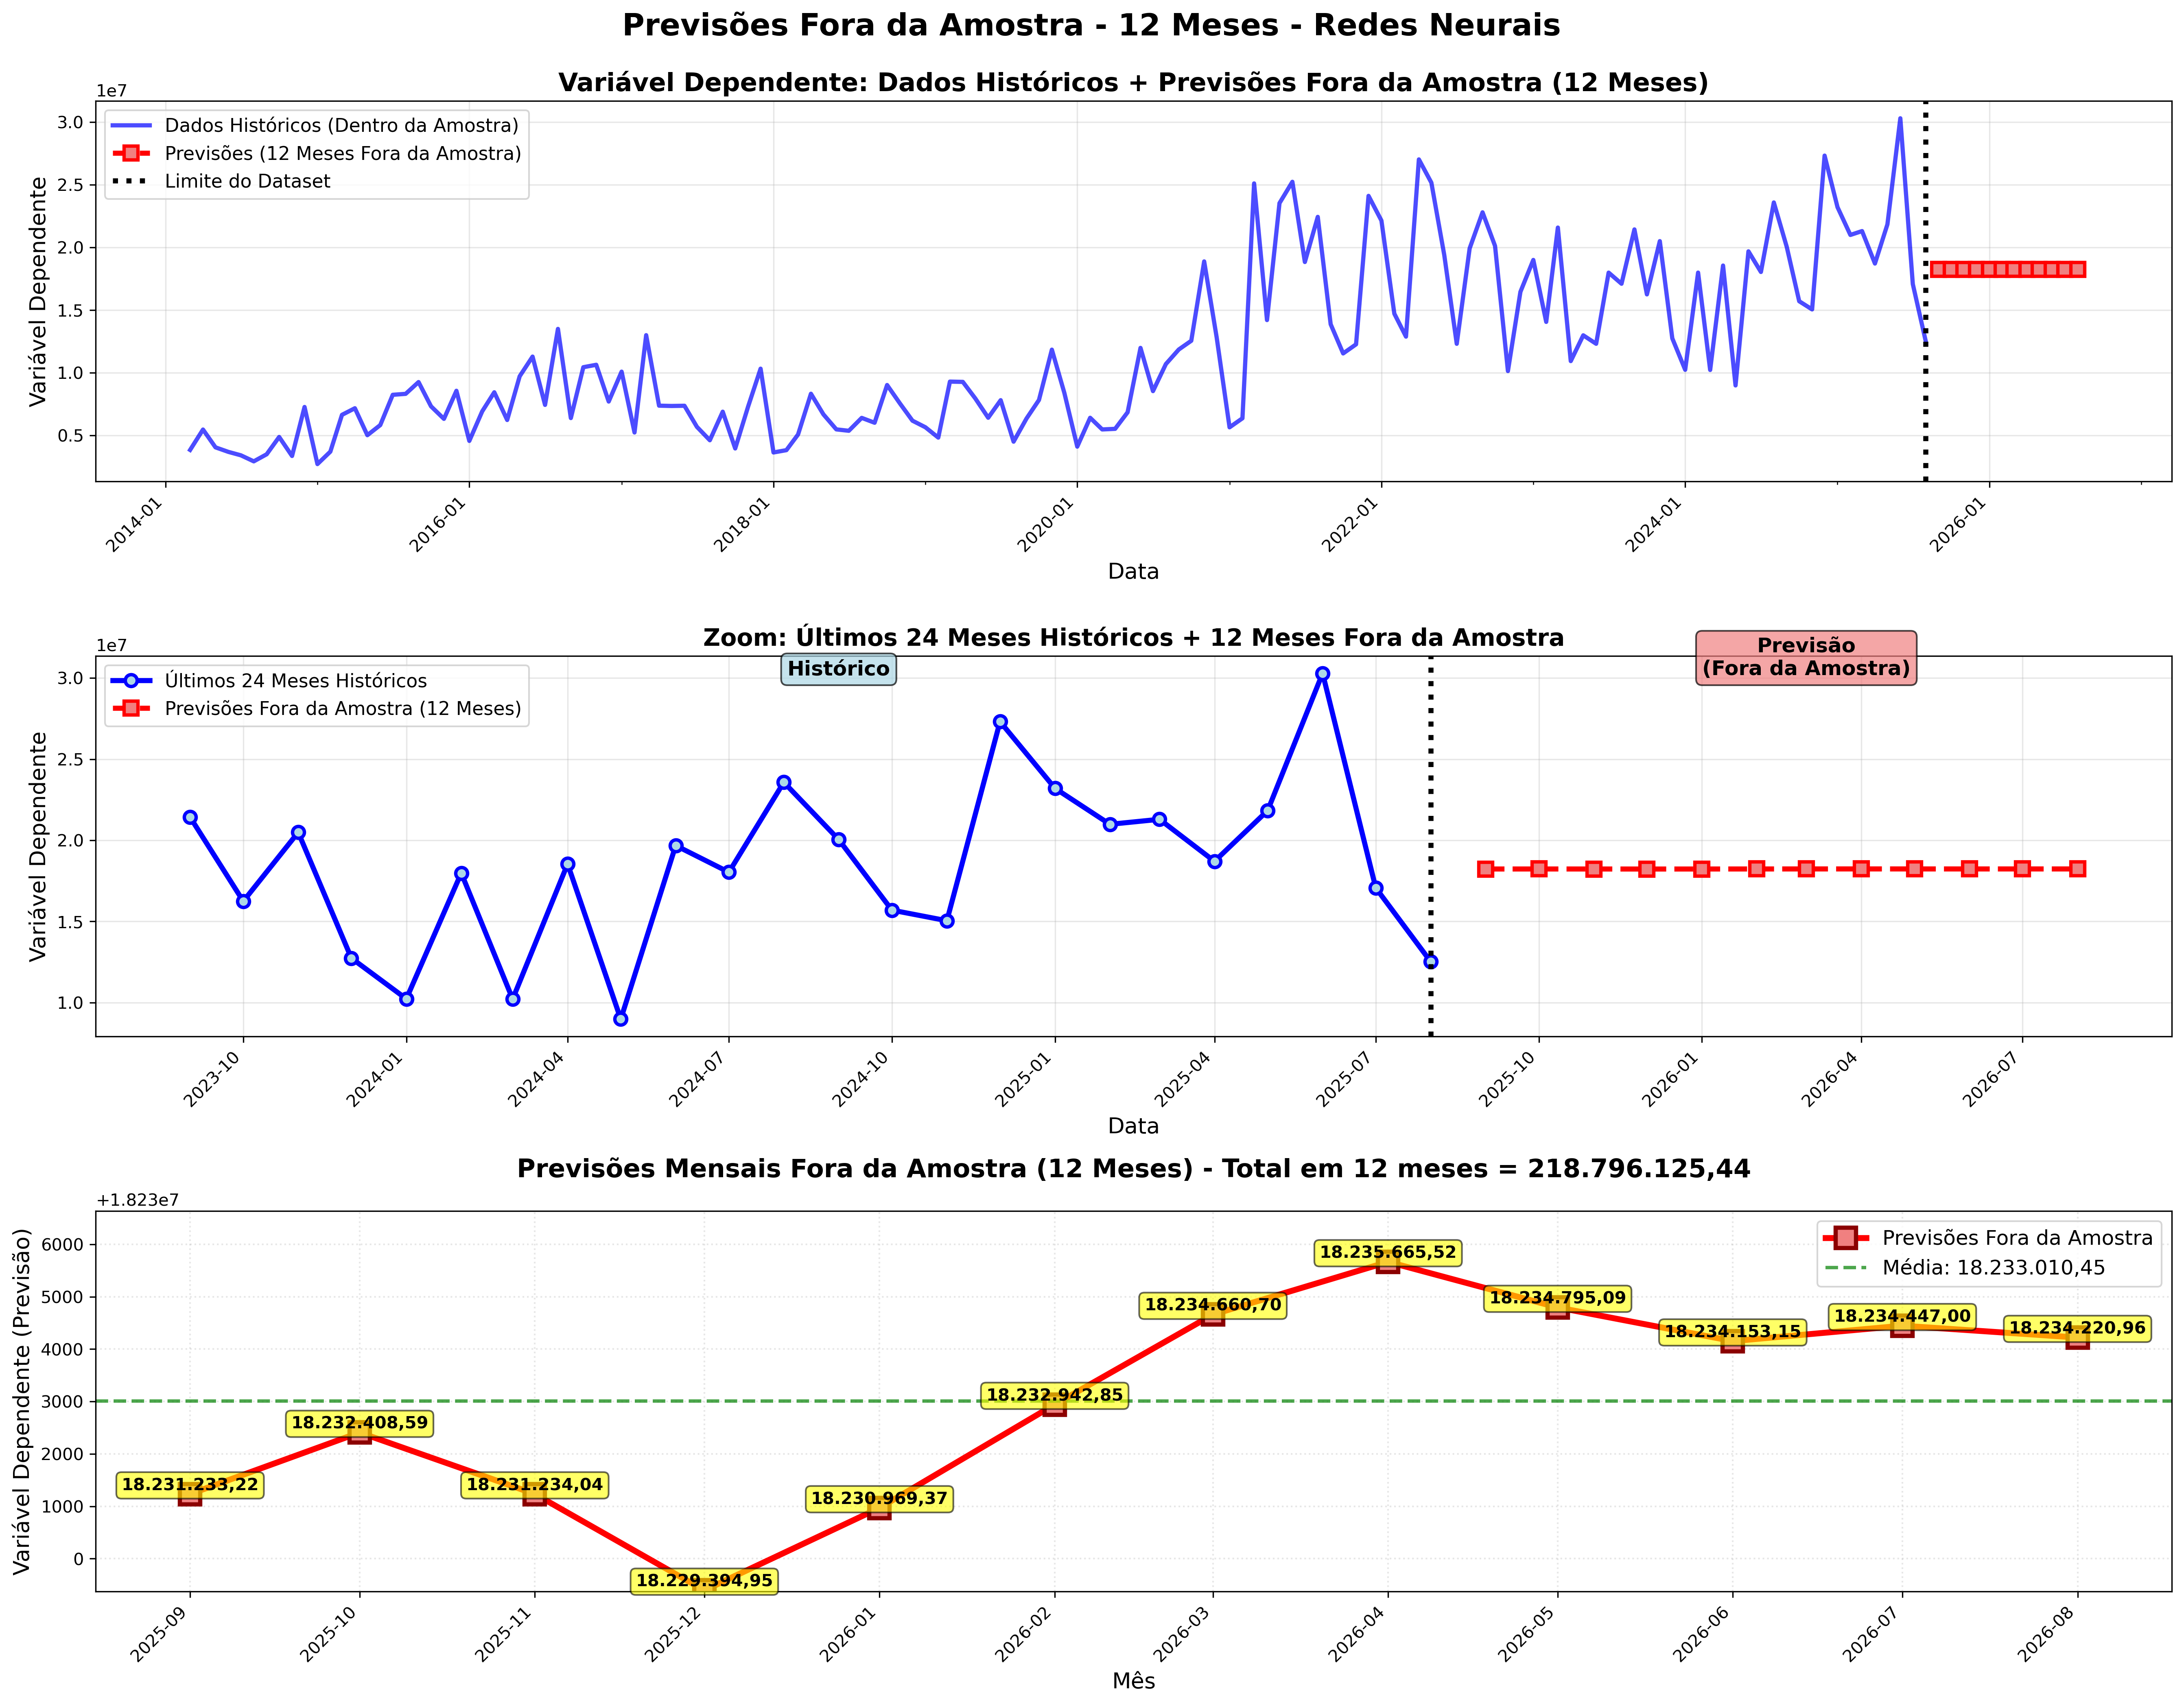 Previsões Fora da Amostra - 12 Meses - Redes Neurais
Variável Dependente: Dados Históricos + Previsões Fora da Amostra (12 Meses)
1e7
Dados Históricos (Dentro da Amostra)
Previsões (12 Meses Fora da Amostra)
Limite do Dataset
Variável Dependente
3.0
2.5
2.0
1.5
1.0
0.5
2014-01
2016-01
2018-01
2020-01
2022-01
2024-01
2026-01
Data
Zoom: Últimos 24 Meses Históricos + 12 Meses Fora da Amostra
1e7
Últimos 24 Meses Históricos
Previsões Fora da Amostra (12 Meses)
Histórico
Previsão
(Fora da Amostra)
Variável Dependente
3.0
2.5
2.0
1.5
1.0
2023-10
2024-01
2024-04
2024-07
2024-10
2025-01
2025-04
2025-07
2025-10
2026-01
2026-04
2026-07
Data
Previsões Mensais Fora da Amostra (12 Meses) - Total em 12 meses = 218.796.125,44
+1.823e7
Previsões Fora da Amostra
Média: 18.233.010,45
Variável Dependente (Previsão)
6000
5000
4000
3000
2000
1000
0
18.231.233,22
18.232.408,59
18.231.234,04
18.229.394,95
18.230.969,37
18.232.942,85
18.234.660,70
18.235.665,52
18.234.795,09
18.234.153,15
18.234.447,00
18.234.220,96
2025-09
2025-10
2025-11
2025-12
2026-01
2026-02
2026-03
2026-04
2026-05
2026-06
2026-07
2026-08
Mês